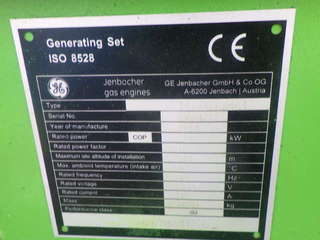 Generating Set
ISO 8528
CE
GE
Jenbacher
gas engines
GE Jenbacher GmbH & Co OG
A-6200 Jenbach | Austria
Type
Serial No.
Year of manufacture
Rated power COP kW
Rated power factor
Maximum site altitude of installation m
Max. ambient temperature (intake air) °C
Rated frequency Hz
Rated voltage V
Rated current A
Mass kg
Performance class